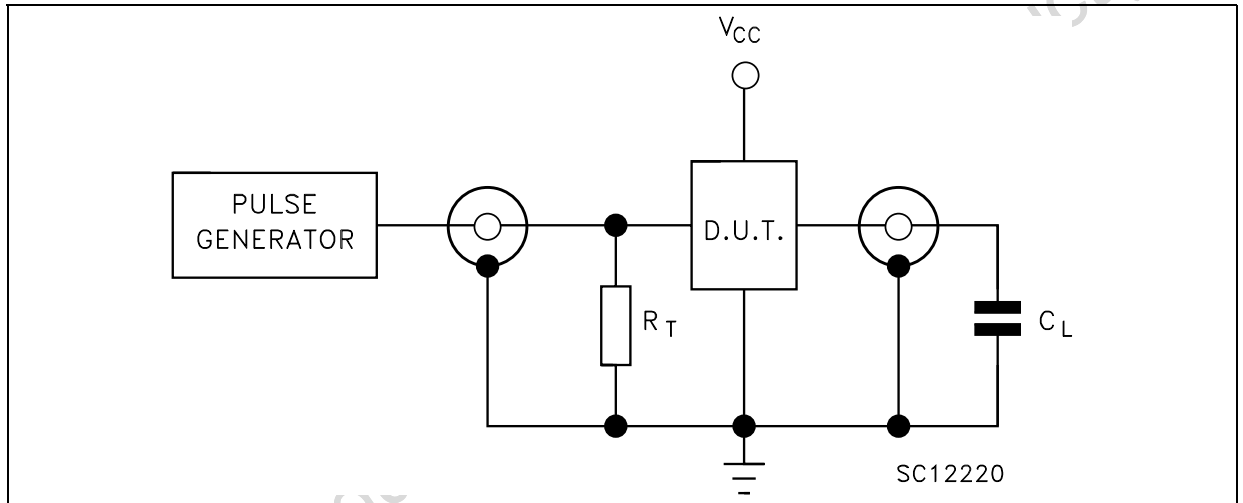 VCC
PULSE
GENERATOR
D.U.T.
RT
CL
SC12220